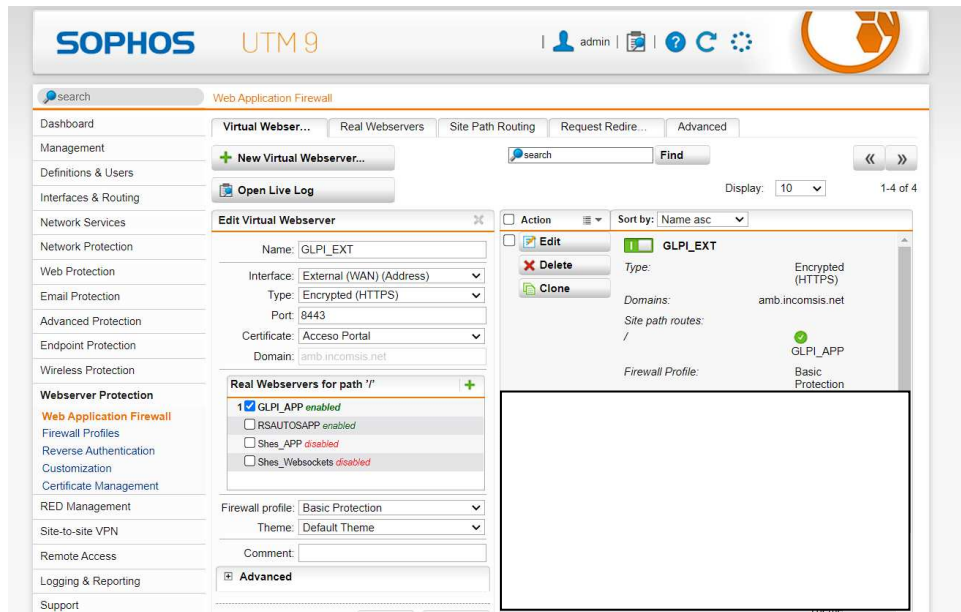 SOPHOS UTM 9 admin
search
Web Application Firewall
Dashboard
Management
Definitions & Users
Interfaces & Routing
Network Services
Network Protection
Web Protection
Email Protection
Advanced Protection
Endpoint Protection
Wireless Protection
Webserver Protection
Web Application Firewall
Firewall Profiles
Reverse Authentication
Customization
Certificate Management
RED Management
Site-to-site VPN
Remote Access
Logging & Reporting
Support
Virtual Webser... Real Webservers Site Path Routing Request Redire... Advanced
New Virtual Webserver...
Open Live Log
search Find
Display: 10 1-4 of 4
Edit Virtual Webserver
Name: GLPI_EXT
Interface: External (WAN) (Address)
Type: Encrypted (HTTPS)
Port: 8443
Certificate: Acceso Portal
Domain: amb.incomsis.net
Real Webservers for path '/'
1 GLPI_APP enabled
RSAUTOSAPP enabled
Shes_APP disabled
Shes_Websockets disabled
Firewall profile: Basic Protection
Theme: Default Theme
Comment:
Advanced
Action Sort by: Name asc
Edit
Delete
Clone
GLPI_EXT
Type: Encrypted
(HTTPS)
Domains: amb.incomsis.net
Site path routes:
/
GLPI_APP
Firewall Profile: Basic
Protection